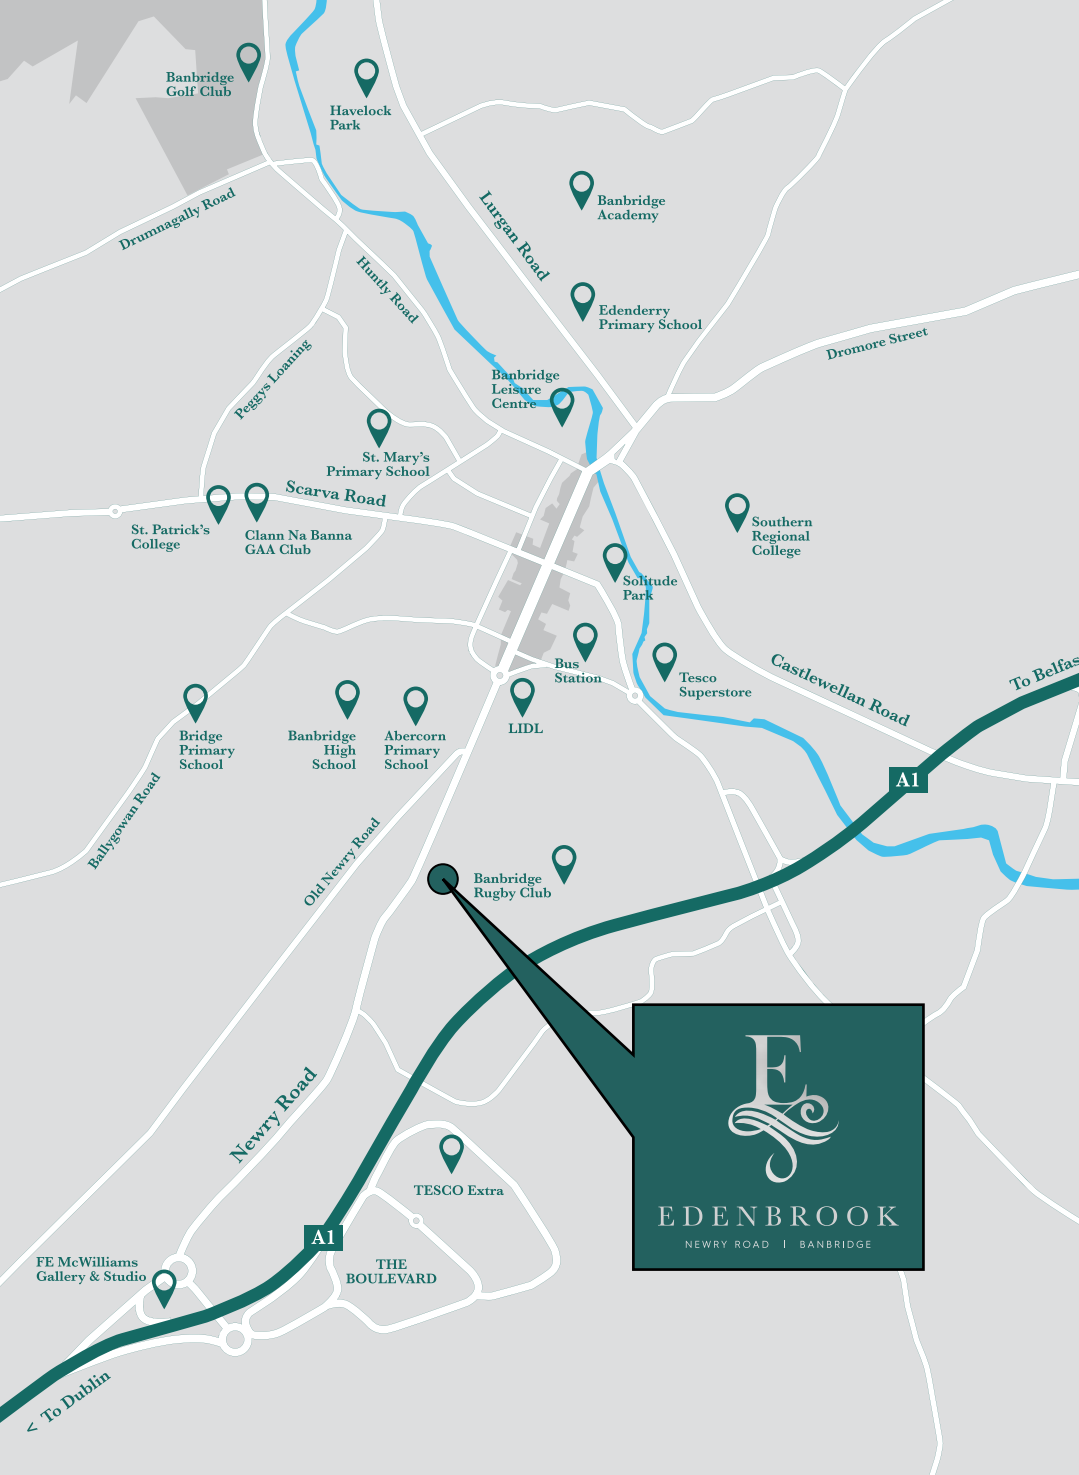 Banbridge
Golf Club
Havelock
Park
Banbridge
Academy
Drumnagally Road
Lurgan Road
Huntly Road
Edenderry
Primary School
Dromore Street
Peggys Loaning
Banbridge
Leisure
Centre
St. Mary's
Primary School
Scarva Road
St. Patrick's
College
Clann Na Banna
GAA Club
Southern
Regional
College
Solitude
Park
Bus
Station
Tesco
Superstore
Castlewellan Road
To Belfas
A1
LIDL
Bridge
Primary
School
Banbridge
High
School
Abercorn
Primary
School
Ballygowan Road
Old Newry Road
Banbridge
Rugby Club
Newry Road
E
EDENBROOK
NEWRY ROAD | BANBRIDGE
TESCO Extra
A1
THE
BOULEVARD
FE McWilliams
Gallery & Studio
< To Dublin